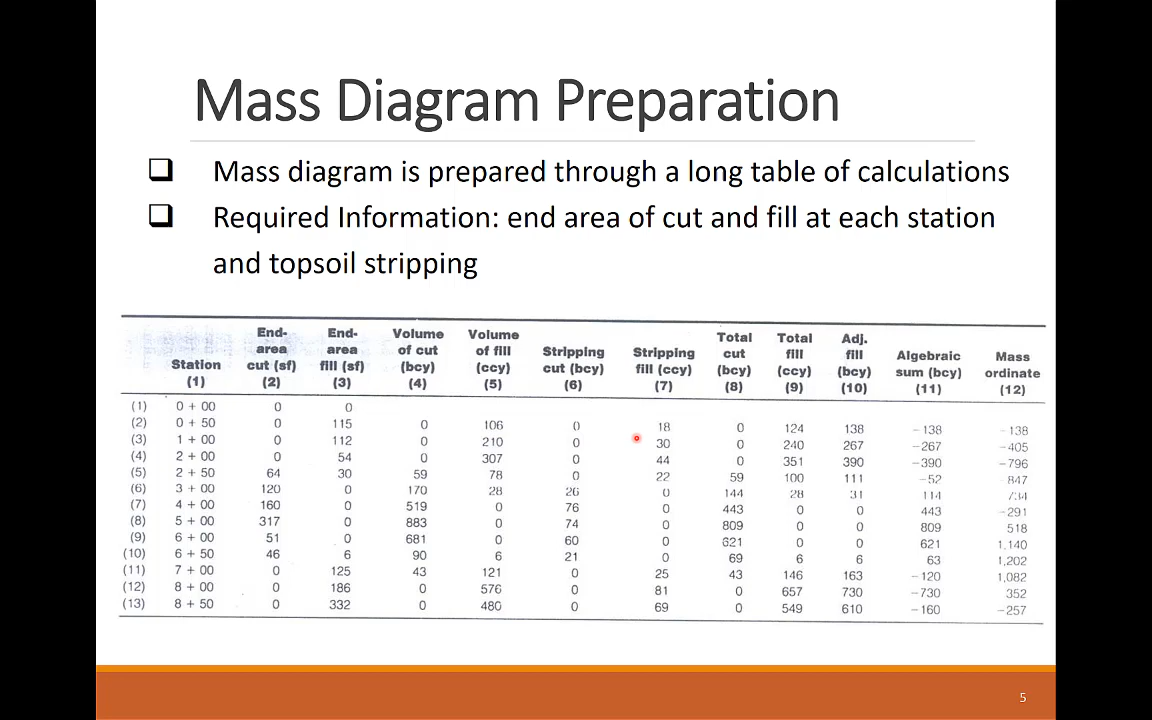 Mass Diagram Preparation
❑ Mass diagram is prepared through a long table of calculations
❑ Required Information: end area of cut and fill at each station
and topsoil stripping
Station (1) End-area cut (sf) (2) End-area fill (sf) (3) Volume of cut (bcy) (4) Volume of fill (ccy) (5) Stripping cut (bcy) (6) Stripping fill (ccy) (7) Total cut (bcy) (8) Total fill (ccy) (9) Adj. fill (bcy) (10) Algebraic sum (bcy) (11) Mass ordinate (12)
(1) 0 + 00 0 0
(2) 0 + 50 0 115 0 106 0 18 0 124 138 −138 −138
(3) 1 + 00 0 112 0 210 0 30 0 240 267 −267 −405
(4) 2 + 00 0 54 0 307 0 44 0 351 390 −390 −796
(5) 2 + 50 64 30 59 78 0 22 59 100 111 −52 847
(6) 3 + 00 120 0 170 28 26 0 144 28 31 114 734
(7) 4 + 00 160 0 519 0 76 0 443 0 0 443 −291
(8) 5 + 00 317 0 883 0 74 0 809 0 0 809 518
(9) 6 + 00 51 0 681 0 60 0 621 0 0 621 1,140
(10) 6 + 50 46 6 90 6 21 0 69 6 6 63 1,202
(11) 7 + 00 0 125 43 121 0 25 43 146 163 −120 1,082
(12) 8 + 00 0 186 0 576 0 81 0 657 730 −730 352
(13) 8 + 50 0 332 0 480 0 69 0 549 610 −160 −257
5